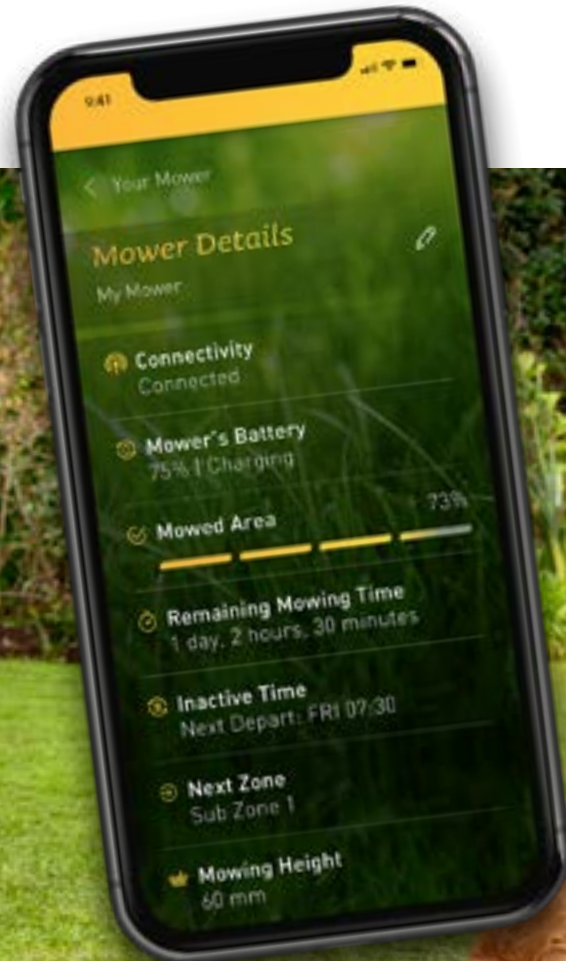 9:41
Your Mower
Mower Details
My Mower
Connectivity
Connected
Mower's Battery
75% | Charging
Mowed Area 73%
Remaining Mowing Time
1 day, 2 hours, 30 minutes
Inactive Time
Next Depart: FRI 07:30
Next Zone
Sub Zone 1
Mowing Height
60 mm